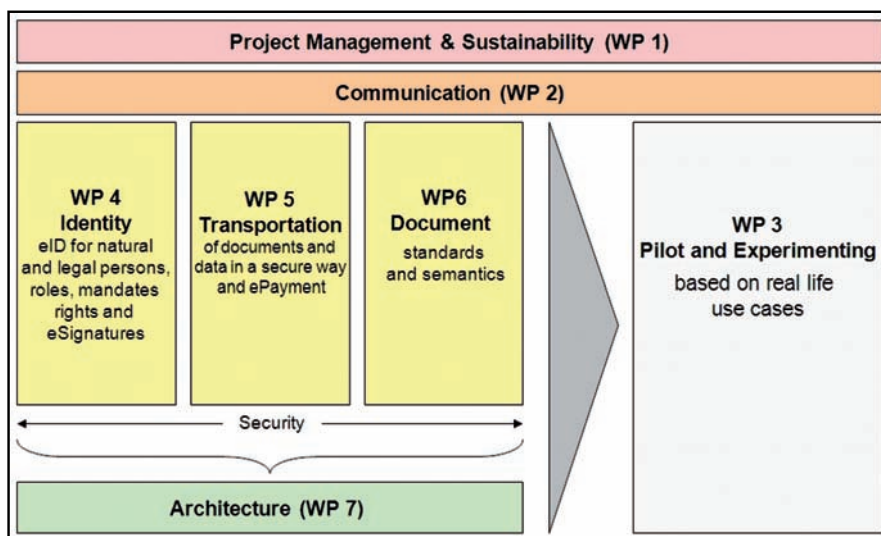 Project Management & Sustainability (WP 1)
Communication (WP 2)
WP 4
Identity
eID for natural
and legal persons,
roles, mandates
rights and
eSignatures
WP 5
Transportation
of documents and
data in a secure way
and ePayment
WP6
Document
standards
and semantics
WP 3
Pilot and Experimenting
based on real life
use cases
Security
Architecture (WP 7)